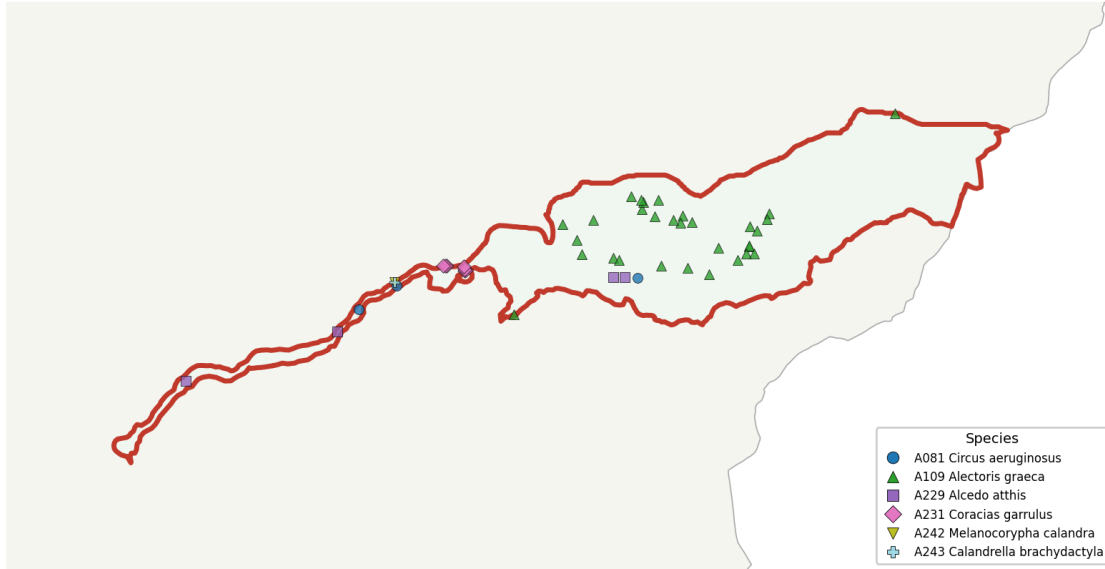 Species
A081 Circus aeruginosus
A109 Alectoris graeca
A229 Alcedo atthis
A231 Coracias garrulus
A242 Melanocorypha calandra
A243 Calandrella brachydactyla